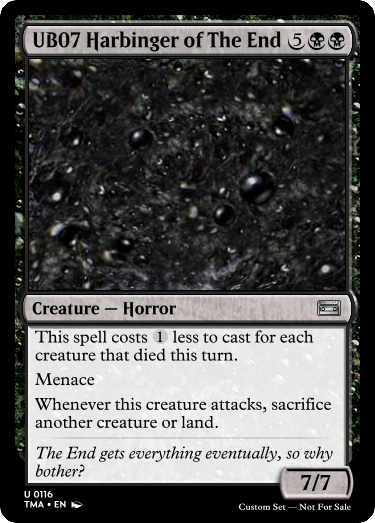 UB07 Harbinger of The End 5
Creature — Horror
This spell costs 1 less to cast for each
creature that died this turn.
Menace
Whenever this creature attacks, sacrifice
another creature or land.
The End gets everything eventually, so why
bother?
7/7
U 0116
TMA • EN
Custom Set — Not For Sale